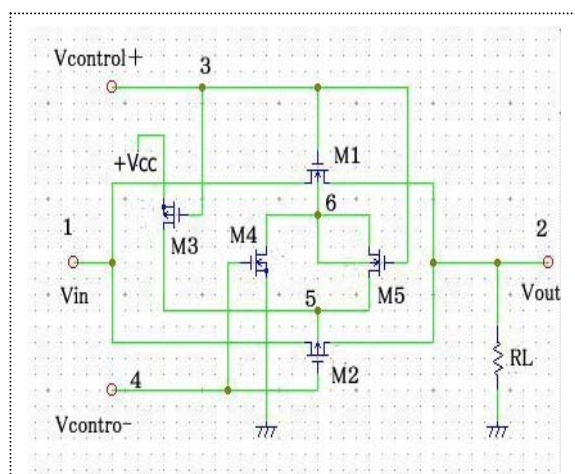 Vcontrol+
3
+Vcc
M1
1
6
M4
M3
2
Vin
5
M5
Vout
RL
M2
4
Vcontro-